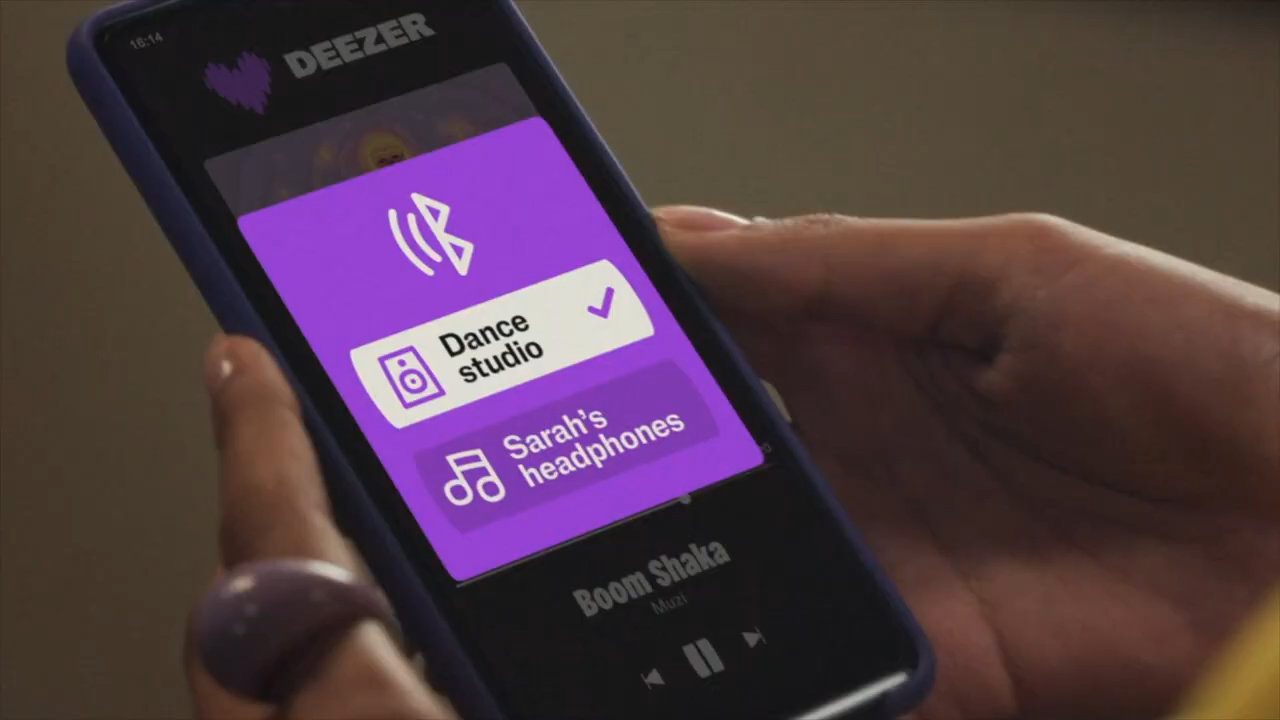 16:14
DEEZER
Dance
studio
Sarah's
headphones
Boom Shaka
Muzi